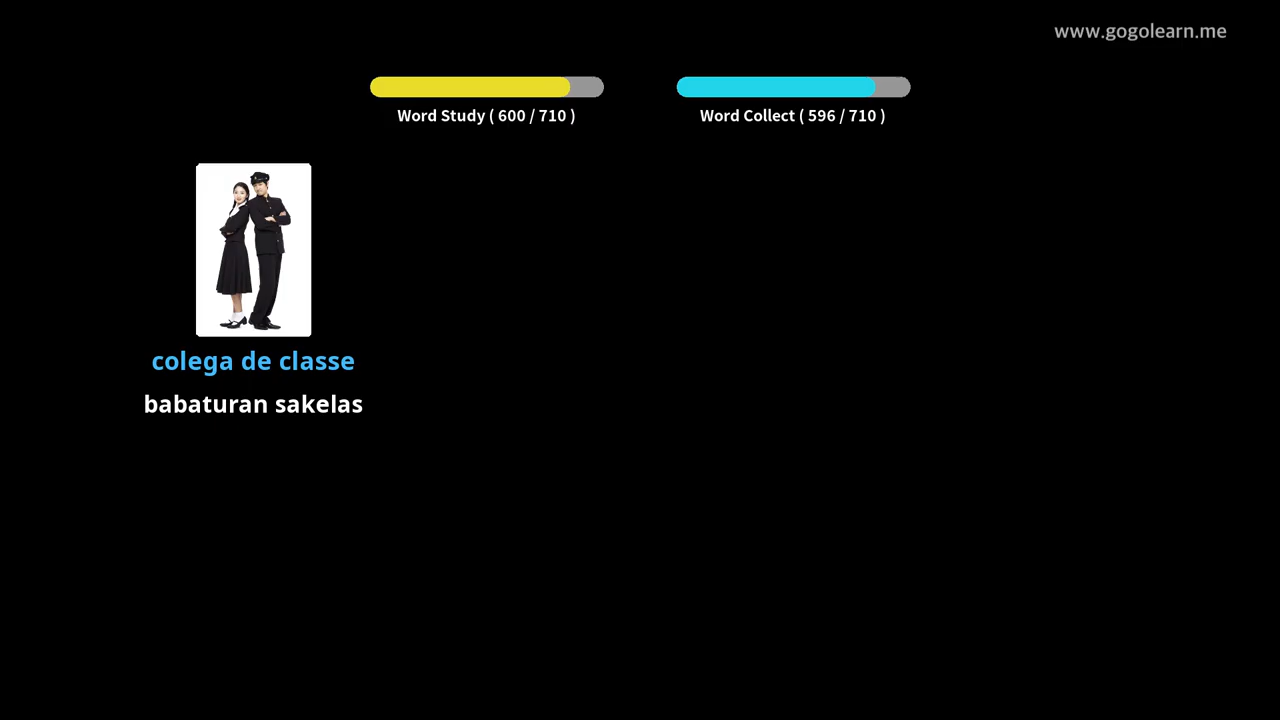 www.gogolearn.me
Word Study ( 600 / 710 )
Word Collect ( 596 / 710 )
colega de classe
babaturan sakelas